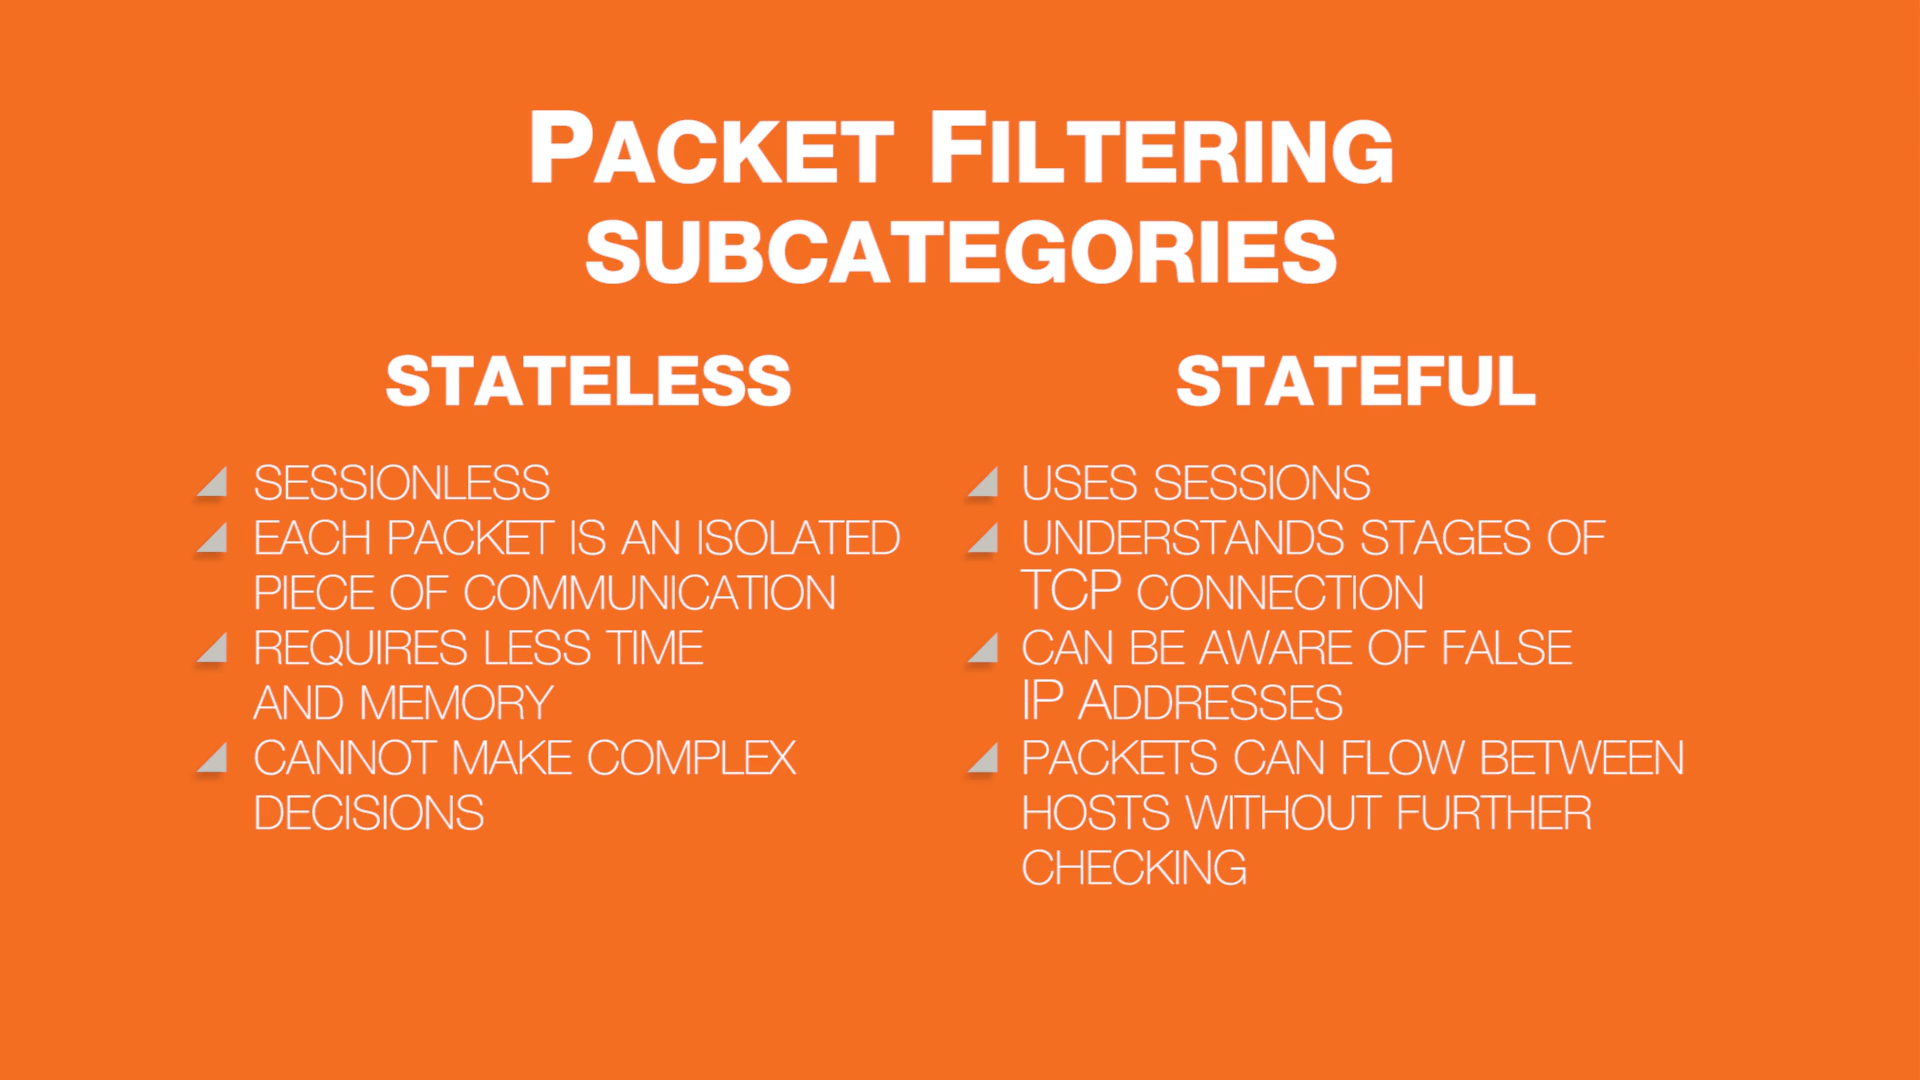 PACKET FILTERING
SUBCATEGORIES
STATELESS
SESSIONLESS
EACH PACKET IS AN ISOLATED
PIECE OF COMMUNICATION
REQUIRES LESS TIME
AND MEMORY
CANNOT MAKE COMPLEX
DECISIONS
STATEFUL
USES SESSIONS
UNDERSTANDS STAGES OF
TCP CONNECTION
CAN BE AWARE OF FALSE
IP ADDRESSES
PACKETS CAN FLOW BETWEEN
HOSTS WITHOUT FURTHER
CHECKING